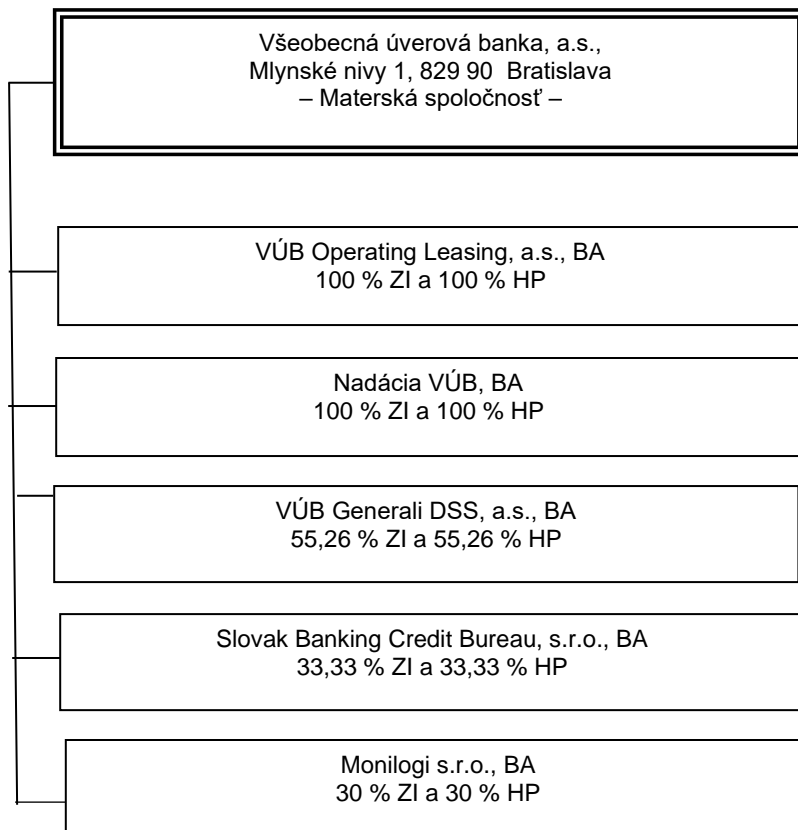 Všeobecná úverová banka, a.s.,
Mlynské nivy 1, 829 90 Bratislava
– Materská spoločnosť –
VÚB Operating Leasing, a.s., BA
100 % ZI a 100 % HP
Nadácia VÚB, BA
100 % ZI a 100 % HP
VÚB Generali DSS, a.s., BA
55,26 % ZI a 55,26 % HP
Slovak Banking Credit Bureau, s.r.o., BA
33,33 % ZI a 33,33 % HP
Monilogi s.r.o., BA
30 % ZI a 30 % HP